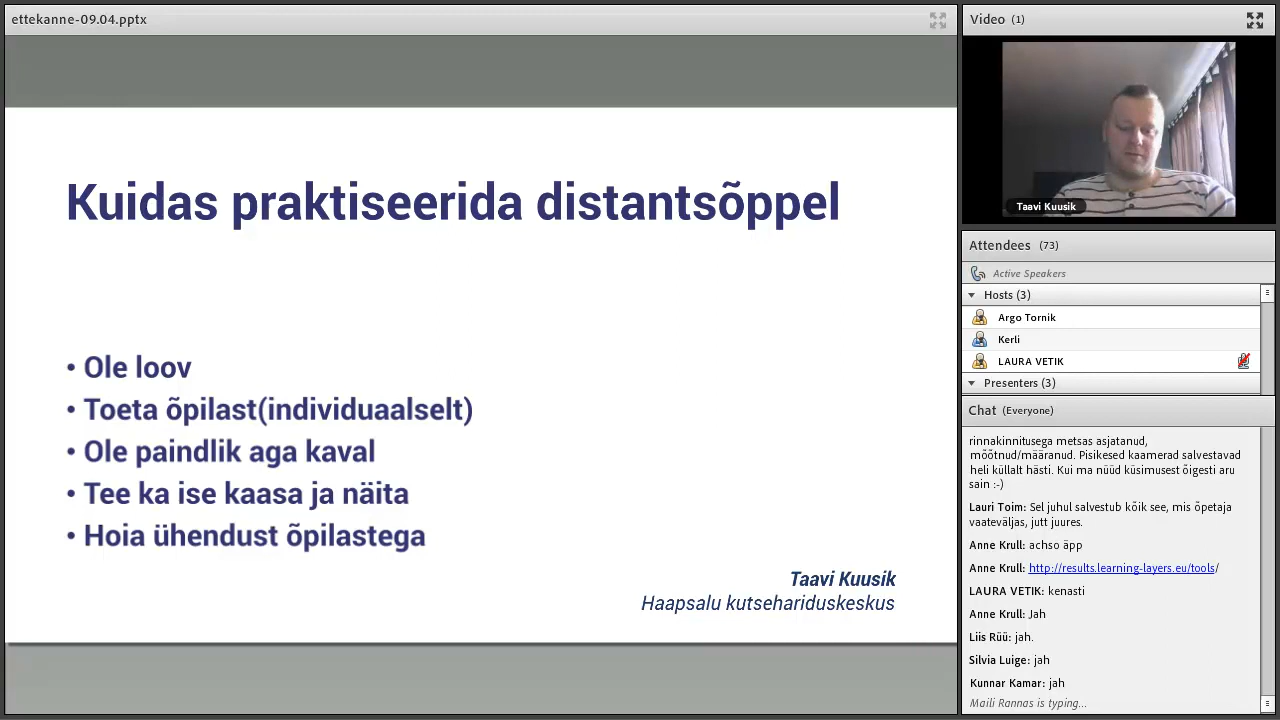 ettekanne-09.04.pptx
Kuidas praktiseerida distantsõppel
• Ole loov
• Toeta õpilast(individuaalselt)
• Ole paindlik aga kaval
• Tee ka ise kaasa ja näita
• Hoia ühendust õpilastega
Taavi Kuusik
Haapsalu kutsehariduskeskus
Video (1)
Taavi Kuusik
Attendees (73)
Active Speakers
Hosts (3)
Argo Tornik
Kerli
LAURA VETIK
Presenters (3)
Chat (Everyone)
rinnakinnitusega metsas asjatanud,
mõõtnud/määranud. Pisikesed kaamerad salvestavad
heli küllalt hästi. Kui ma nüüd küsimusest õigesti aru
sain :-)
Lauri Toim: Sel juhul salvestub kõik see, mis õpetaja
vaateväljas, jutt juures.
Anne Krull: achso äpp
Anne Krull: http://results.learning-layers.eu/tools/
LAURA VETIK: kenasti
Anne Krull: Jah
Liis Rüü: jah.
Silvia Luige: jah
Kunnar Kamar: jah
Maili Rannas is typing...